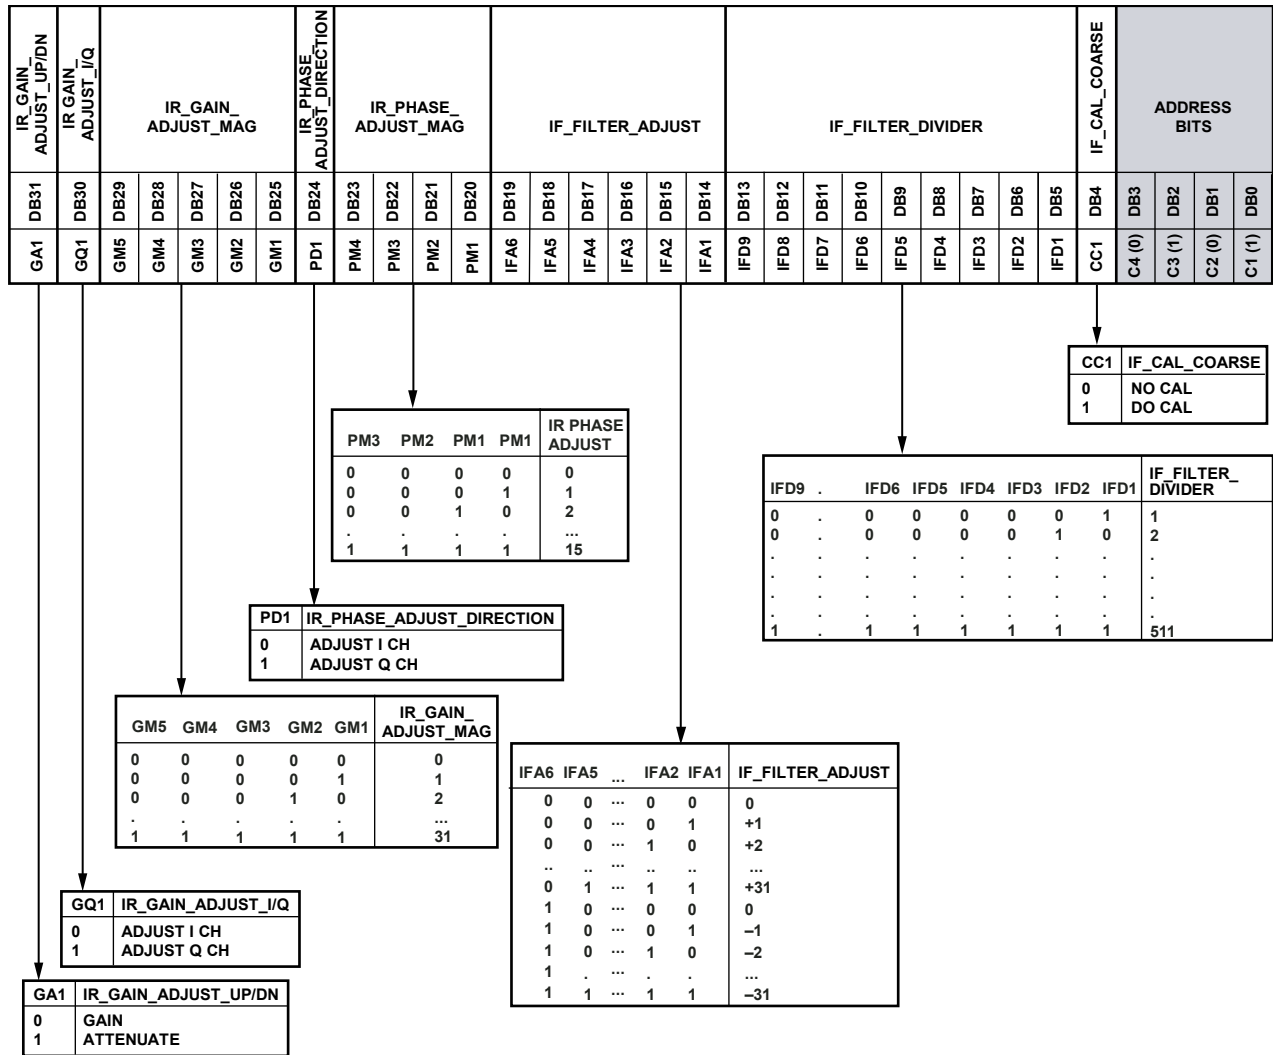 IR_GAIN_
ADJUST_UP/DN
IR GAIN_
ADJUST_I/Q
IR_GAIN_
ADJUST_MAG
IR_PHASE_
ADJUST_DIRECTION
IR_PHASE_
ADJUST_MAG
IF_FILTER_ADJUST
IF_FILTER_DIVIDER
IF_CAL_COARSE
ADDRESS
BITS
DB31 DB30 DB29 DB28 DB27 DB26 DB25 DB24 DB23 DB22 DB21 DB20 DB19 DB18 DB17 DB16 DB15 DB14 DB13 DB12 DB11 DB10 DB9 DB8 DB7 DB6 DB5 DB4 DB3 DB2 DB1 DB0
GA1 GQ1 GM5 GM4 GM3 GM2 GM1 PD1 PM4 PM3 PM2 PM1 IFA6 IFA5 IFA4 IFA3 IFA2 IFA1 IFD9 IFD8 IFD7 IFD6 IFD5 IFD4 IFD3 IFD2 IFD1 CC1 C4 (0) C3 (1) C2 (0) C1 (1)
CC1 IF_CAL_COARSE
0 NO CAL
1 DO CAL
PM3 PM2 PM1 PM1 IR PHASE
ADJUST
0 0 0 0 0
0 0 0 1 1
0 0 1 0 2
. . . . ...
1 1 1 1 15
IFD9 . IFD6 IFD5 IFD4 IFD3 IFD2 IFD1 IF_FILTER_
DIVIDER
0 . 0 0 0 0 0 1 1
0 . 0 0 0 0 1 0 2
. . . . . . . . .
. . . . . . . . .
. . . . . . . . .
. . . . . . . . .
1 . 1 1 1 1 1 1 511
PD1 IR_PHASE_ADJUST_DIRECTION
0 ADJUST I CH
1 ADJUST Q CH
GM5 GM4 GM3 GM2 GM1 IR_GAIN_
ADJUST_MAG
0 0 0 0 0 0
0 0 0 0 1 1
0 0 0 1 0 2
. . . . . ...
1 1 1 1 1 31
IFA6 IFA5 ... IFA2 IFA1 IF_FILTER_ADJUST
0 0 ... 0 0 0
0 0 ... 0 1 +1
0 0 ... 1 0 +2
.. .. ... .. .. ...
0 1 ... 1 1 +31
1 0 ... 0 0 0
1 0 ... 0 1 –1
1 0 ... 1 0 –2
1 . ... . . ...
1 1 ... 1 1 –31
GQ1 IR_GAIN_ADJUST_I/Q
0 ADJUST I CH
1 ADJUST Q CH
GA1 IR_GAIN_ADJUST_UP/DN
0 GAIN
1 ATTENUATE